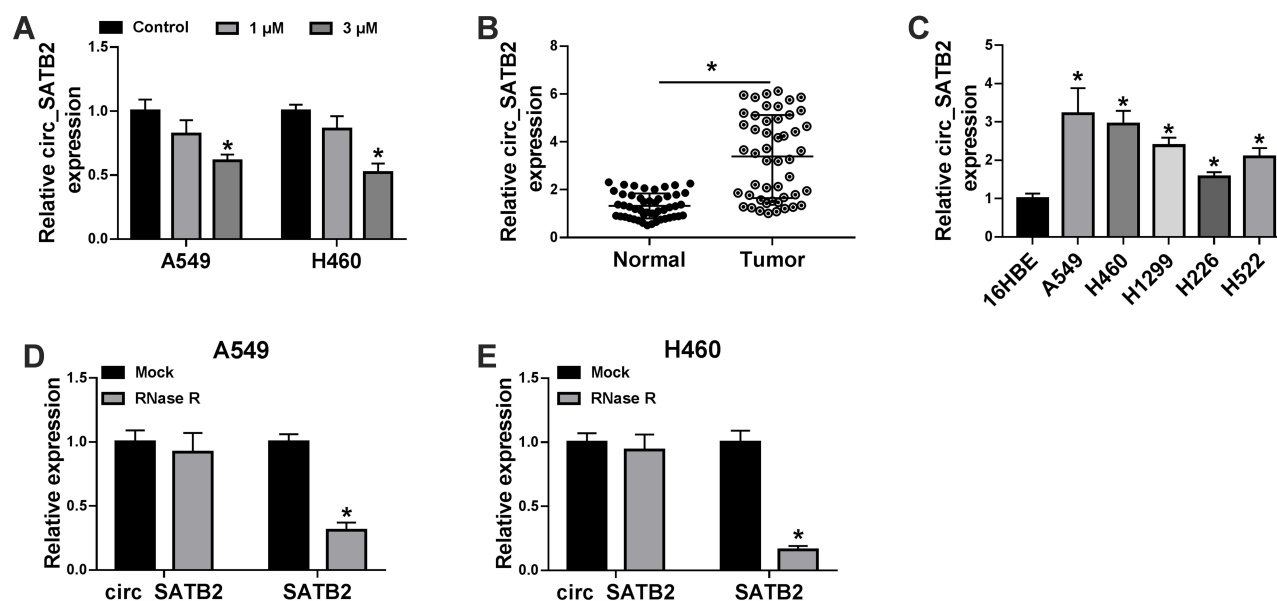 A
Control 1 μM 3 μM
Relative circ_SATB2
expression
1.5
1.0
0.5
0.0
A549 H460
B
Relative circ_SATB2
expression
8
6
4
2
0
*
Normal Tumor
C
Relative circ_SATB2
expression
5
4
3
2
1
0
* * * * *
16HBE A549 H460 H1299 H226 H522
* *
D
A549
Mock
RNase R
Relative expression
1.5
1.0
0.5
0.0
*
circ SATB2 SATB2
E
H460
Mock
RNase R
Relative expression
1.5
1.0
0.5
0.0
*
circ SATB2 SATB2